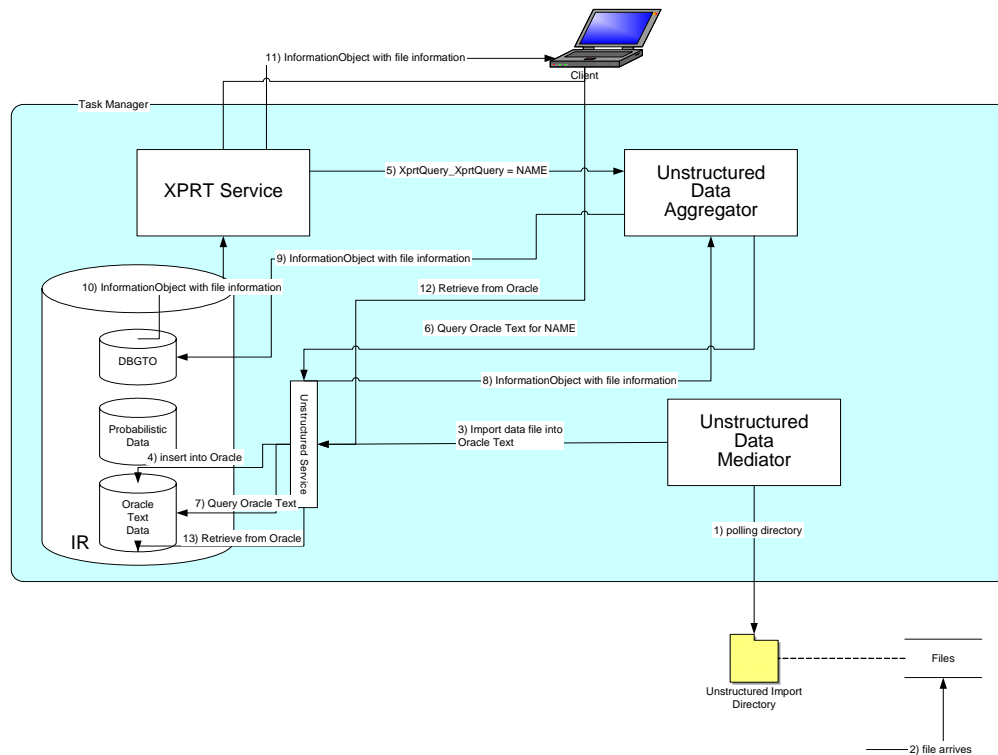 11) InformationObject with file information
Client
Task Manager
XPRT Service
5) XprtQuery_XprtQuery = NAME
Unstructured
Data
Aggregator
9) InformationObject with file information
10) InformationObject with file information
12) Retrieve from Oracle
6) Query Oracle Text for NAME
DBGTO
8) InformationObject with file information
Unstructured Service
Probabilistic
Data
3) Import data file into
Oracle Text
Unstructured
Data
Mediator
4) insert into Oracle
7) Query Oracle Text
Oracle
Text
Data
IR
13) Retrieve from Oracle
1) polling directory
Files
Unstructured Import
Directory
2) file arrives